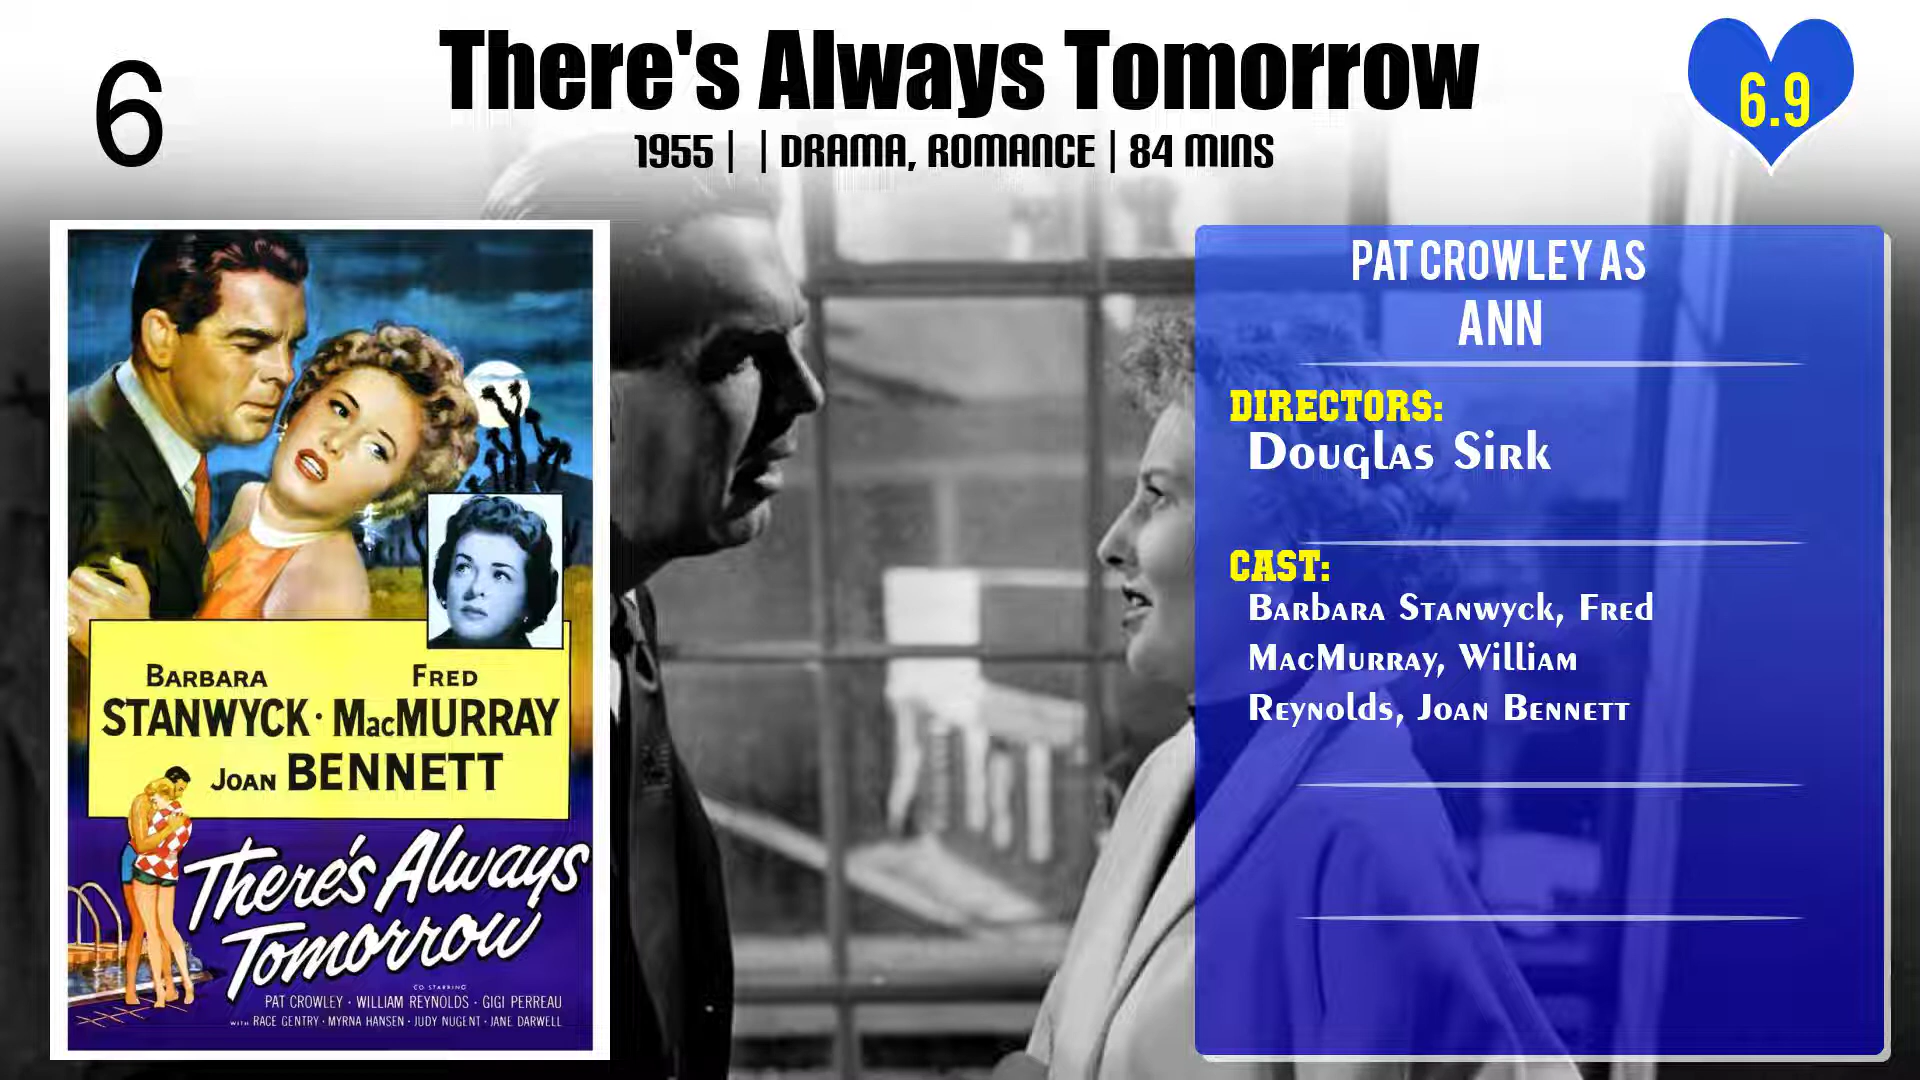 6
There's Always Tomorrow
1955 | | DRAMA, ROMANCE | 84 MINS
6.9
BARBARA FRED
STANWYCK · MacMURRAY
JOAN BENNETT
There's Always
Tomorrow
CO STARRING
PAT CROWLEY · WILLIAM REYNOLDS · GIGI PERREAU
WITH RACE GENTRY · MYRNA HANSEN · JUDY NUGENT · JANE DARWELL
PAT CROWLEY AS
ANN
DIRECTORS:
Douglas Sirk
CAST:
Barbara Stanwyck, Fred
MacMurray, William
Reynolds, Joan Bennett